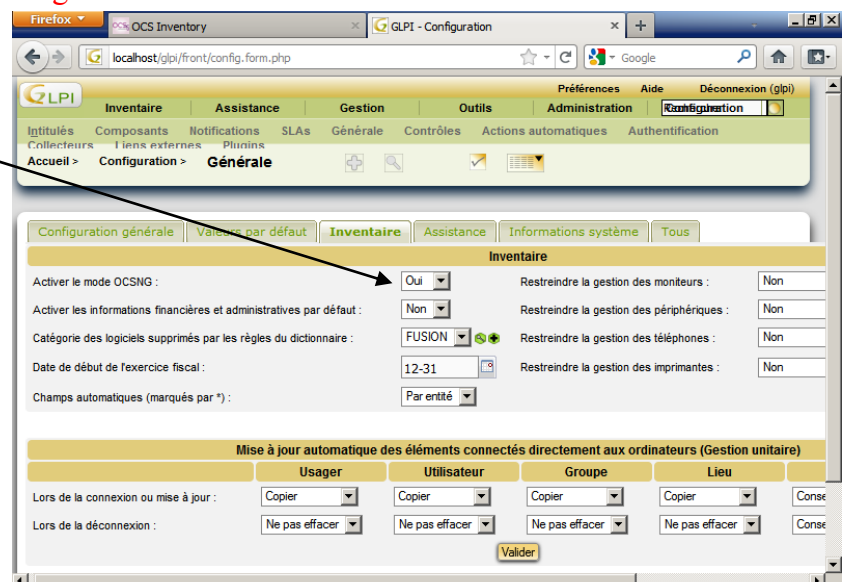 Firefox
OCS Inventory
GLPI - Configuration
localhost/glpi/front/config.form.php
Google
Préférences Aide Déconnexion (glpi)
GLPI
Inventaire Assistance Gestion Outils Administration Configuration
Intitulés Composants Notifications SLAs Générale Contrôles Actions automatiques Authentification
Collecteurs Liens externes Plugins
Accueil > Configuration > Générale
Configuration générale Valeurs par défaut Inventaire Assistance Informations système Tous
Inventaire
Activer le mode OCSNG : Oui Restreindre la gestion des moniteurs : Non
Activer les informations financières et administratives par défaut : Non Restreindre la gestion des périphériques : Non
Catégorie des logiciels supprimés par les règles du dictionnaire : FUSION Restreindre la gestion des téléphones : Non
Date de début de l'exercice fiscal : 12-31 Restreindre la gestion des imprimantes : Non
Champs automatiques (marqués par *) : Par entité
Mise à jour automatique des éléments connectés directement aux ordinateurs (Gestion unitaire)
Usager Utilisateur Groupe Lieu
Lors de la connexion ou mise à jour : Copier Copier Copier Copier Conse
Lors de la déconnexion : Ne pas effacer Ne pas effacer Ne pas effacer Ne pas effacer Conse
Valider